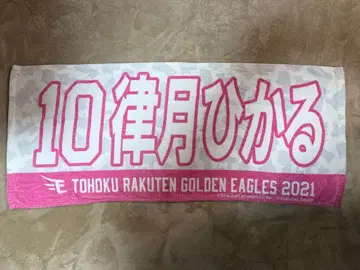 10 律月ひかる
E TOHOKU RAKUTEN GOLDEN EAGLES 2021